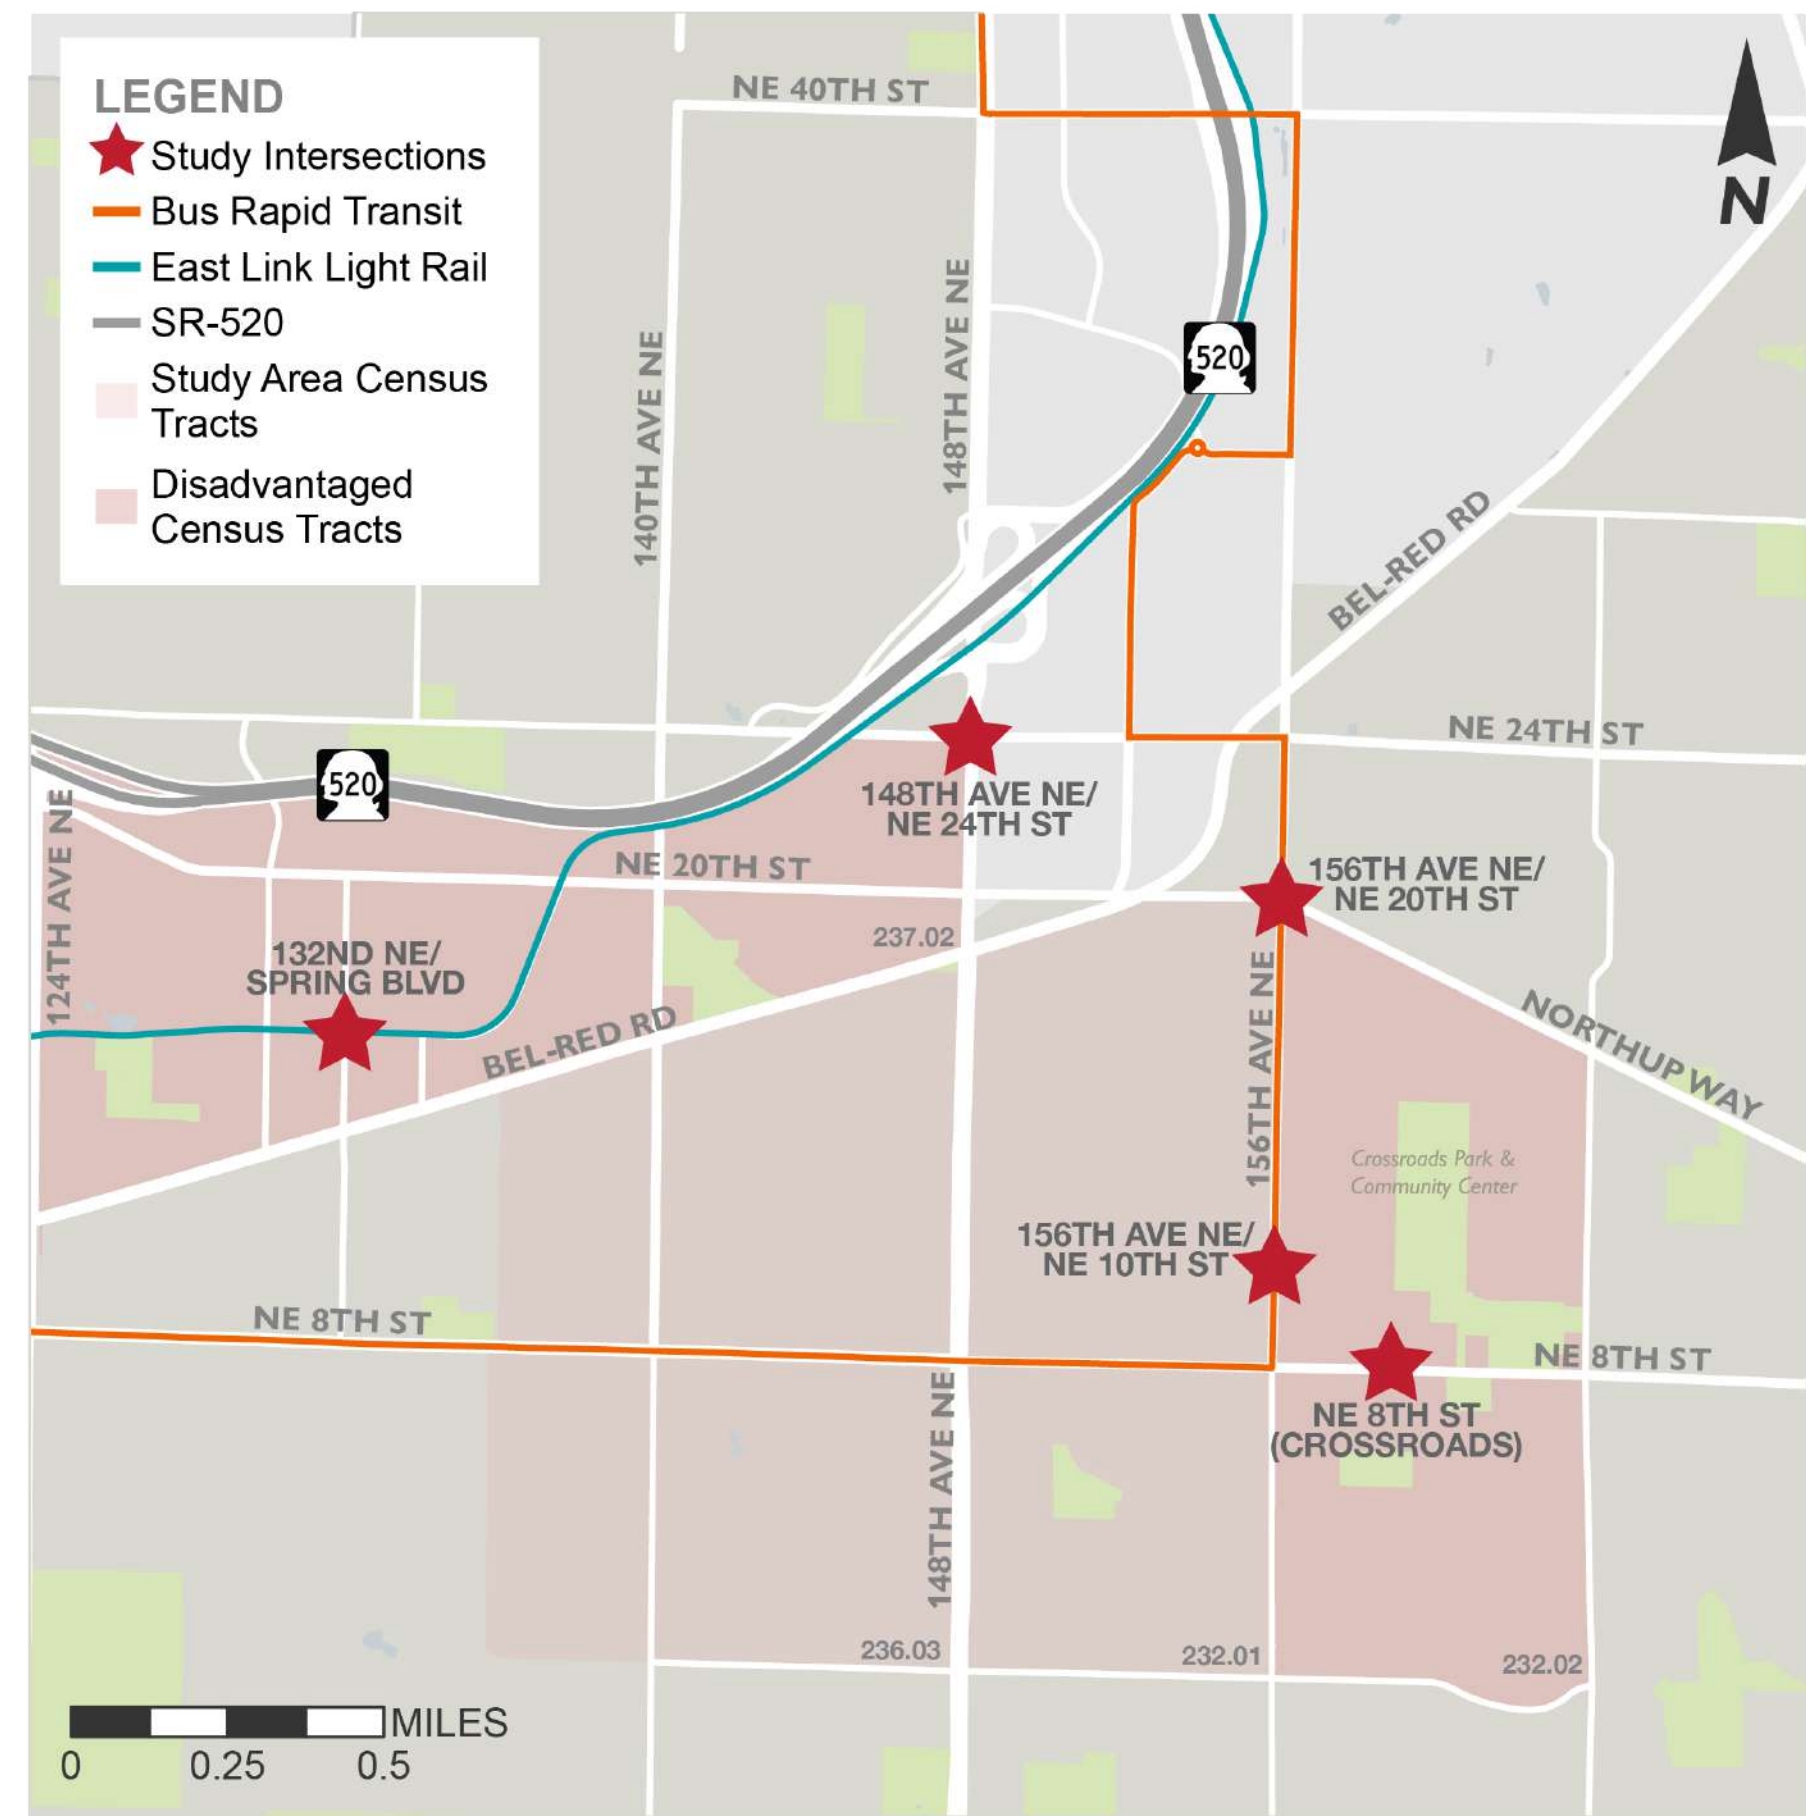 LEGEND
Study Intersections
Bus Rapid Transit
East Link Light Rail
SR-520
Study Area Census
Tracts
Disadvantaged
Census Tracts
N
NE 40TH ST
140TH AVE NE
148TH AVE NE
520
BEL-RED RD
NE 24TH ST
520
148TH AVE NE/
NE 24TH ST
124TH AVE NE
NE 20TH ST
156TH AVE NE/
NE 20TH ST
237.02
132ND NE/
SPRING BLVD
BEL-RED RD
156TH AVE NE
NORTHUP WAY
Crossroads Park &
Community Center
156TH AVE NE/
NE 10TH ST
NE 8TH ST
NE 8TH ST
148TH AVE NE
NE 8TH ST
(CROSSROADS)
236.03
232.01
232.02
MILES
0 0.25 0.5